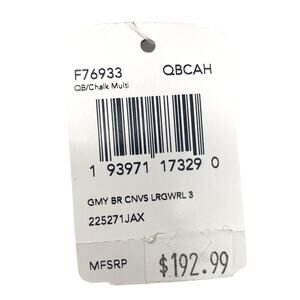 F76933 QBCAH
QB/Chalk Multi
1 93971 17329 0
GMY BR CNVS LRGWRL 3
225271JAX
MFSRP $192.99